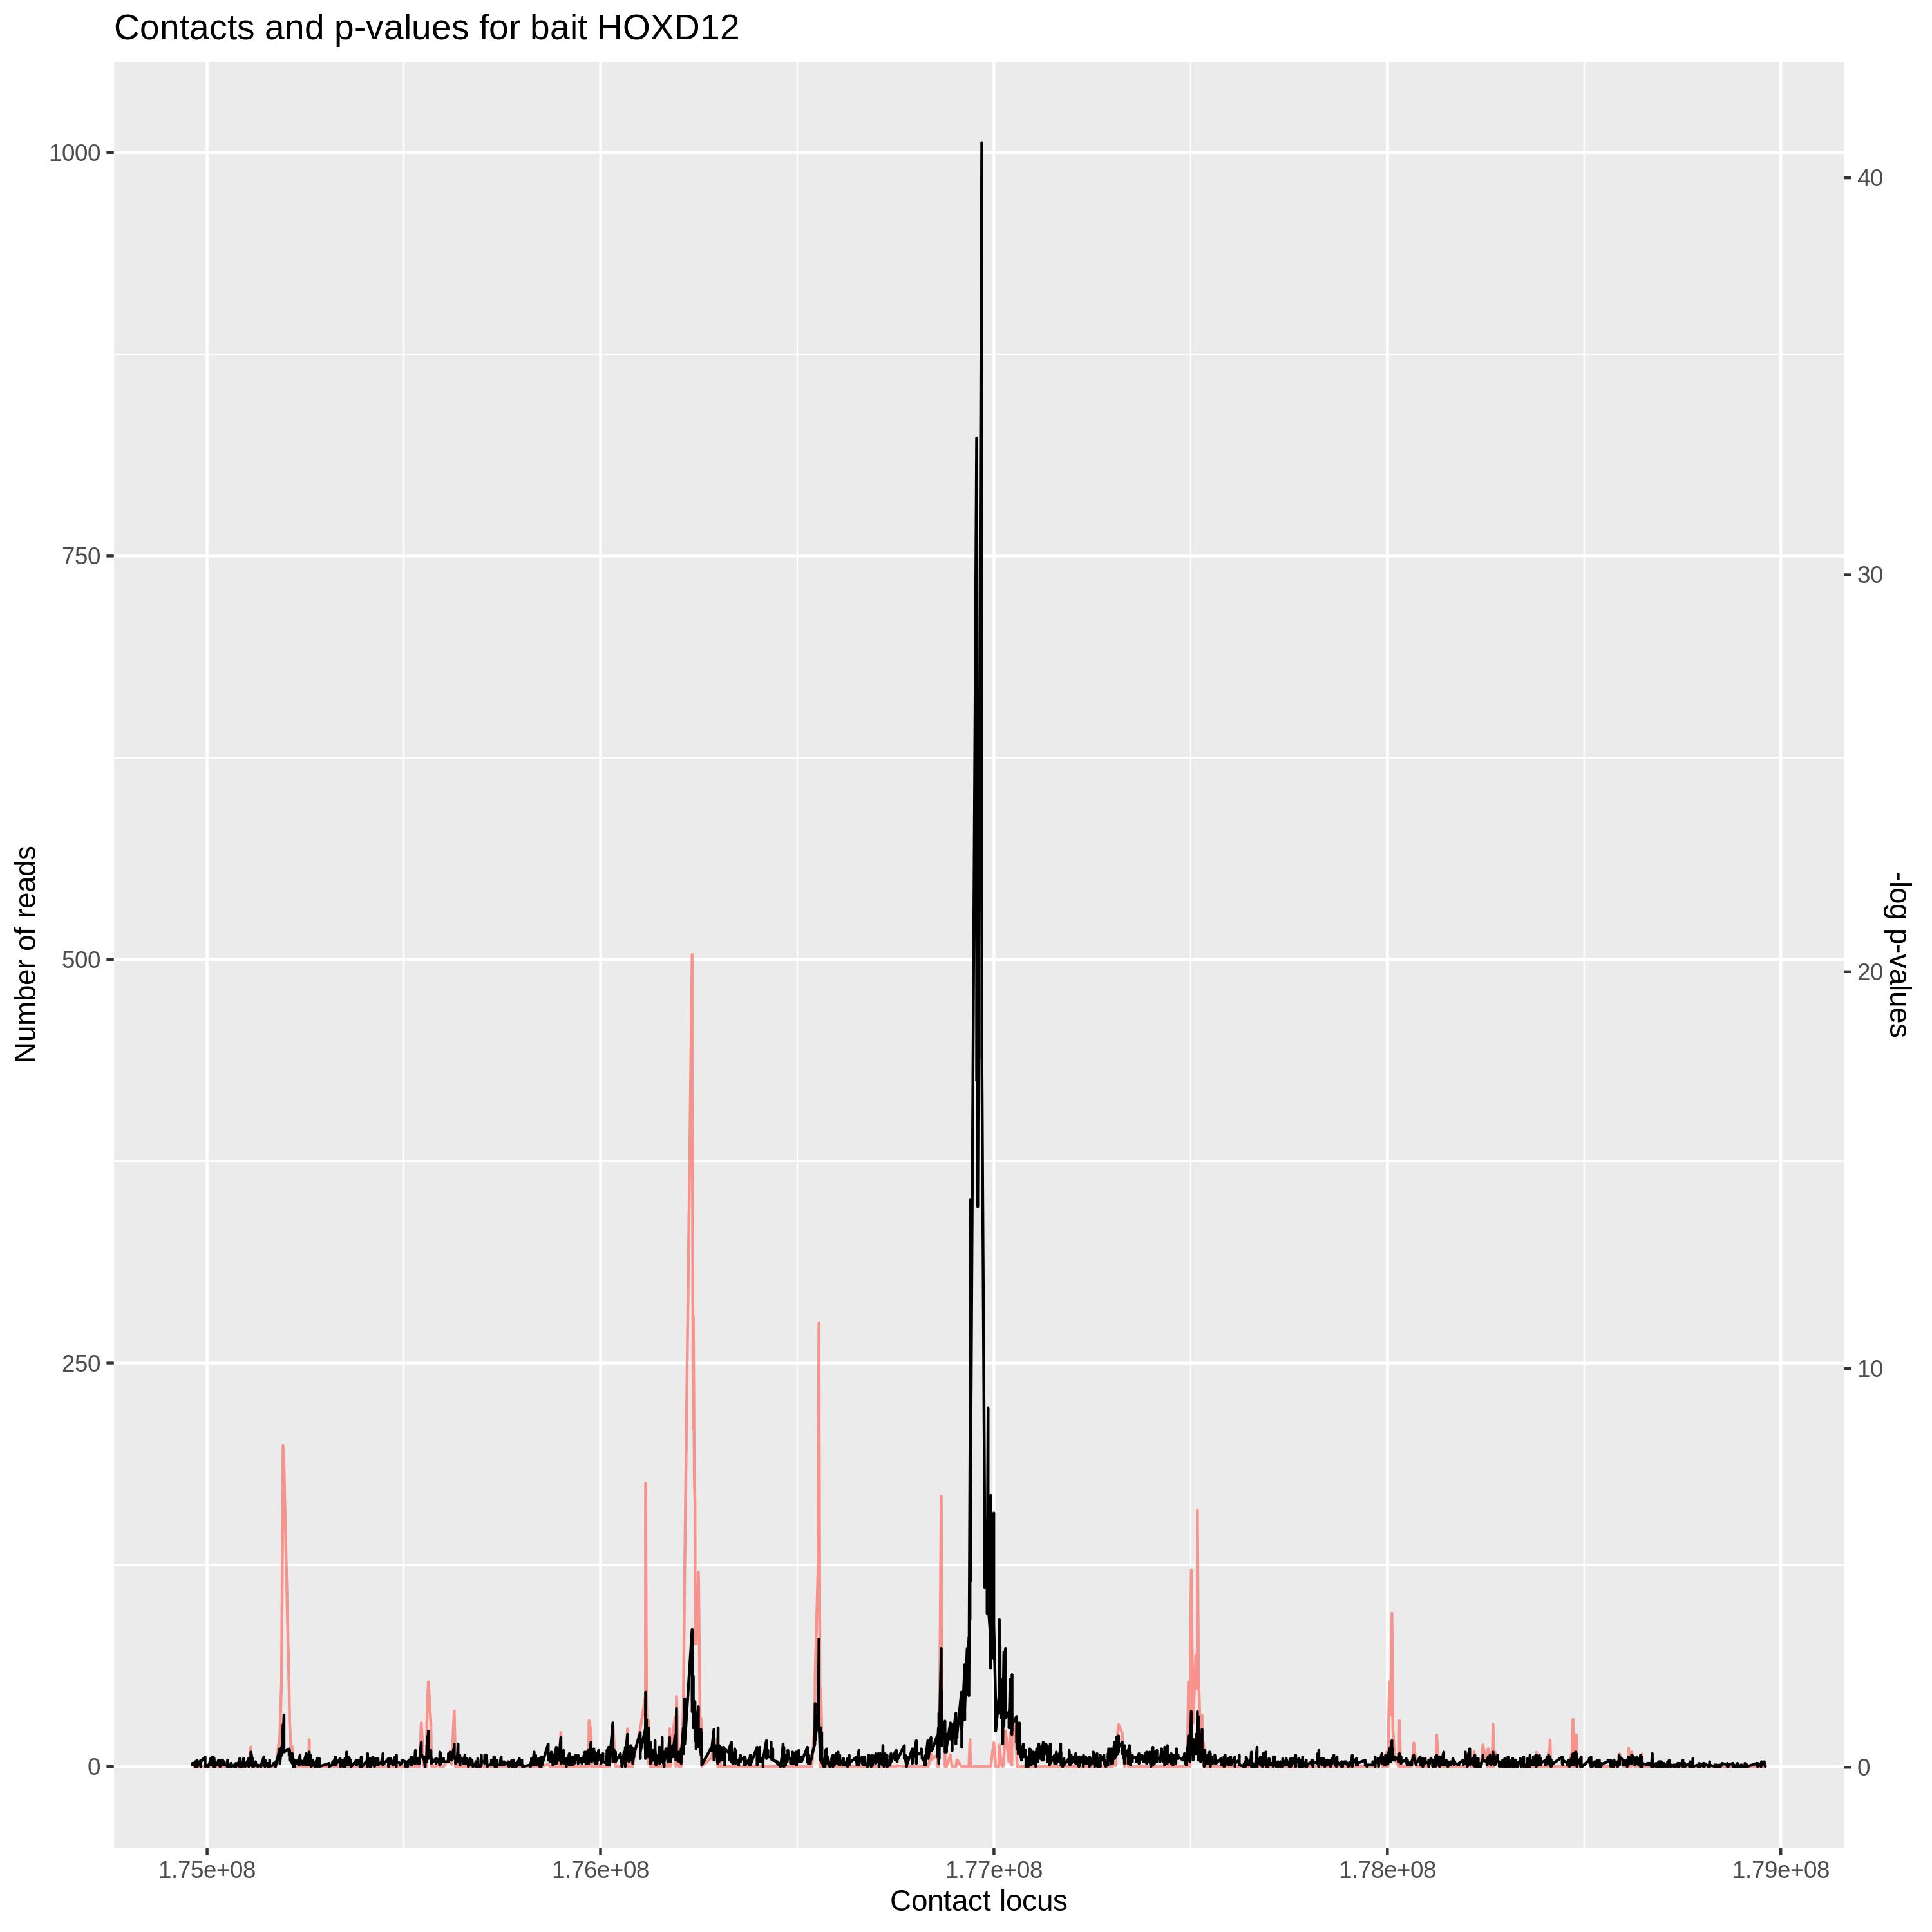 Contacts and p-values for bait HOXD12
1000
750
500
250
0
Number of reads
40
30
20
10
0
-log p-values
1.75e+08
1.76e+08
1.77e+08
1.78e+08
1.79e+08
Contact locus